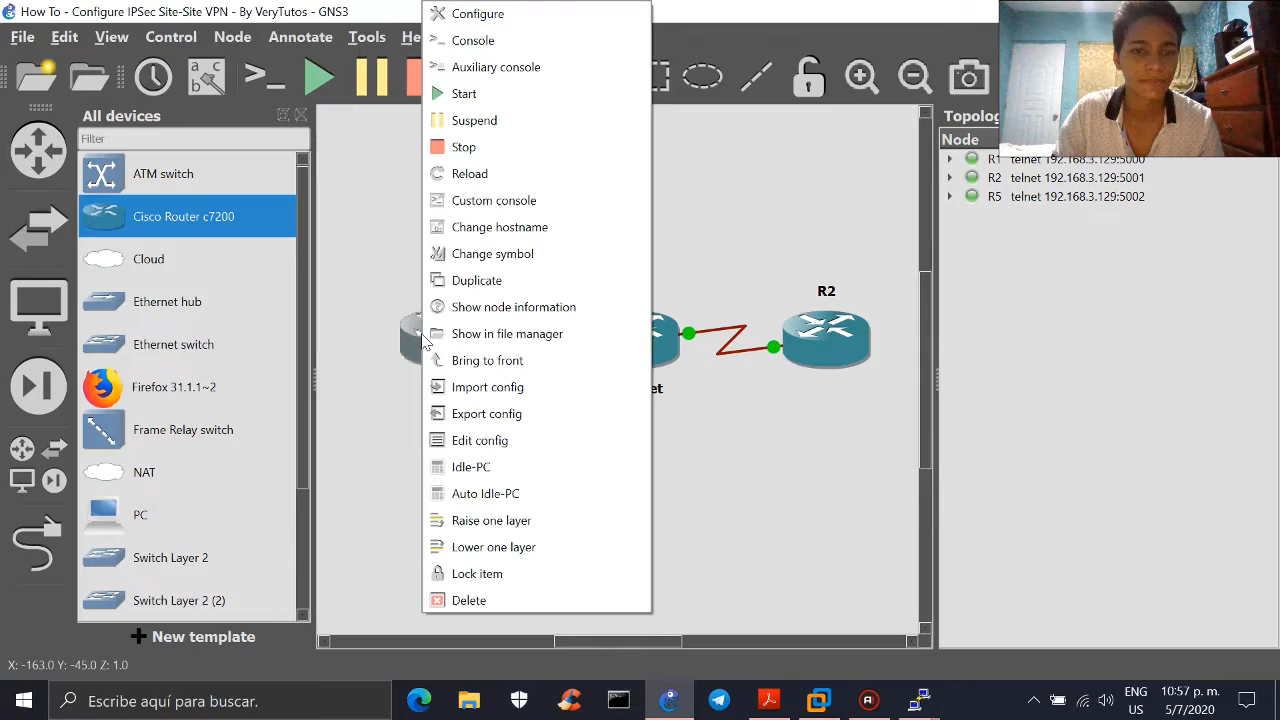 How To - Configure IPSec Site-Site VPN - By VeryTutos - GNS3
File Edit View Control Node Annotate Tools He
All devices
Filter
ATM switch
Cisco Router c7200
Cloud
Ethernet hub
Ethernet switch
Firefox 31.1.1~2
Frame Relay switch
NAT
PC
Switch Layer 2
Switch Layer 2 (2)
New template
X: -163.0 Y: -45.0 Z: 1.0
Configure
Console
Auxiliary console
Start
Suspend
Stop
Reload
Custom console
Change hostname
Change symbol
Duplicate
Show node information
Show in file manager
Bring to front
Import config
Export config
Edit config
Idle-PC
Auto Idle-PC
Raise one layer
Lower one layer
Lock item
Delete
R2
et
Topolog
Node
R1 telnet 192.168.3.129:5000
R2 telnet 192.168.3.129:5001
R5 telnet 192.168.3.129:5002
Escribe aquí para buscar.
ENG
US
10:57 p. m.
5/7/2020